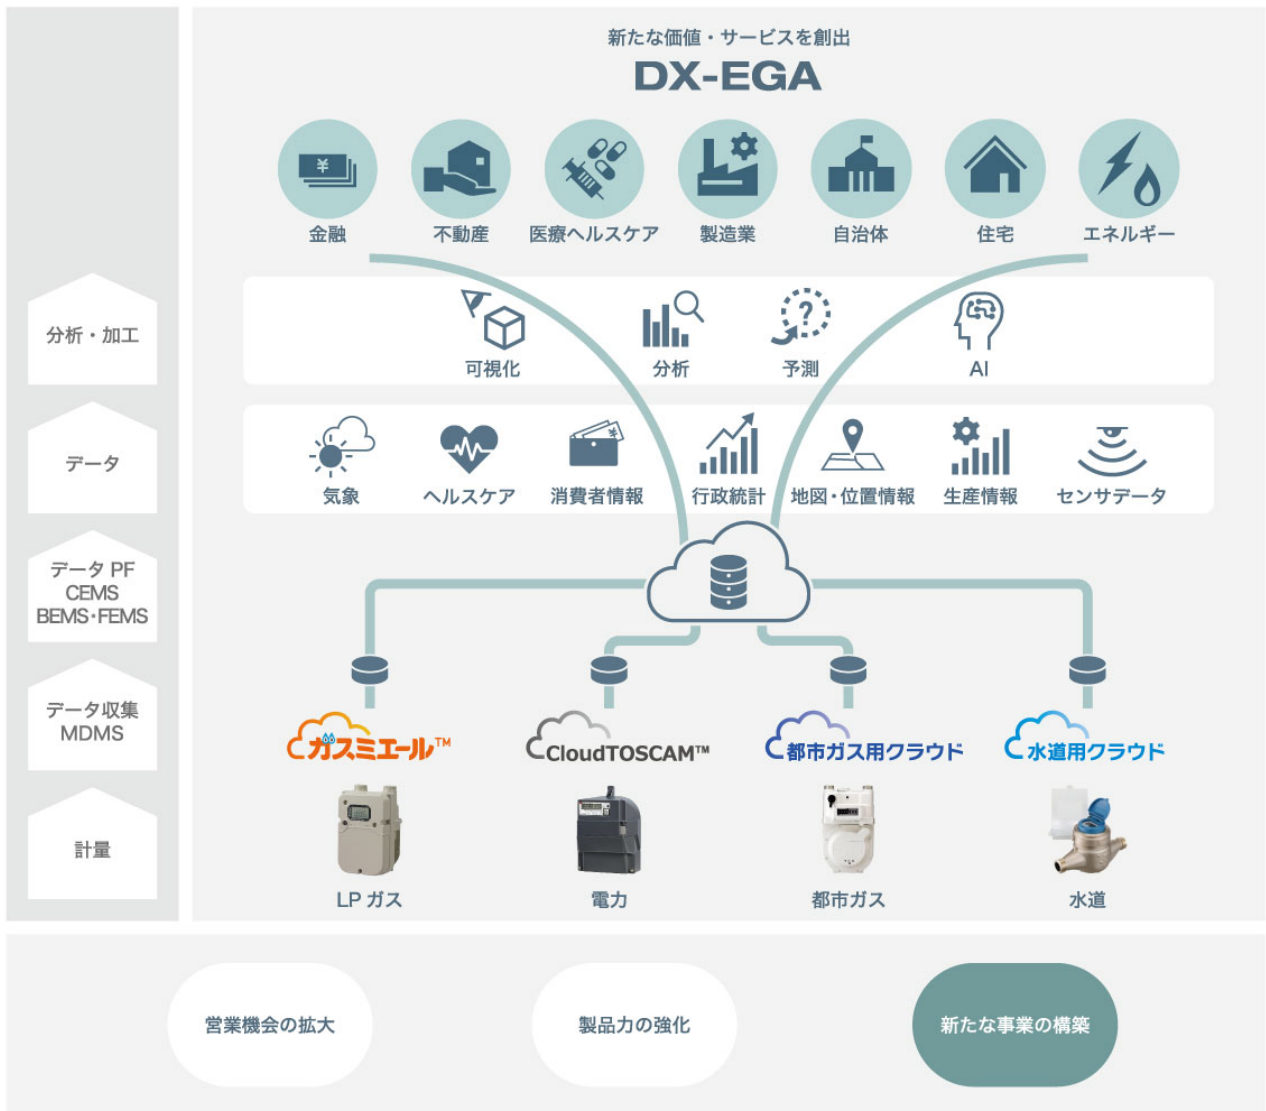 新たな価値・サービスを創出
DX-EGA
金融
不動産
医療ヘルスケア
製造業
自治体
住宅
エネルギー
分析・加工
可視化
分析
予測
AI
データ
気象
ヘルスケア
消費者情報
行政統計
地図・位置情報
生産情報
センサデータ
データ PF
CEMS
BEMS・FEMS
データ収集
MDMS
ガスミエール™
CloudTOSCAM™
都市ガス用クラウド
水道用クラウド
計量
LP ガス
電力
都市ガス
水道
営業機会の拡大
製品力の強化
新たな事業の構築